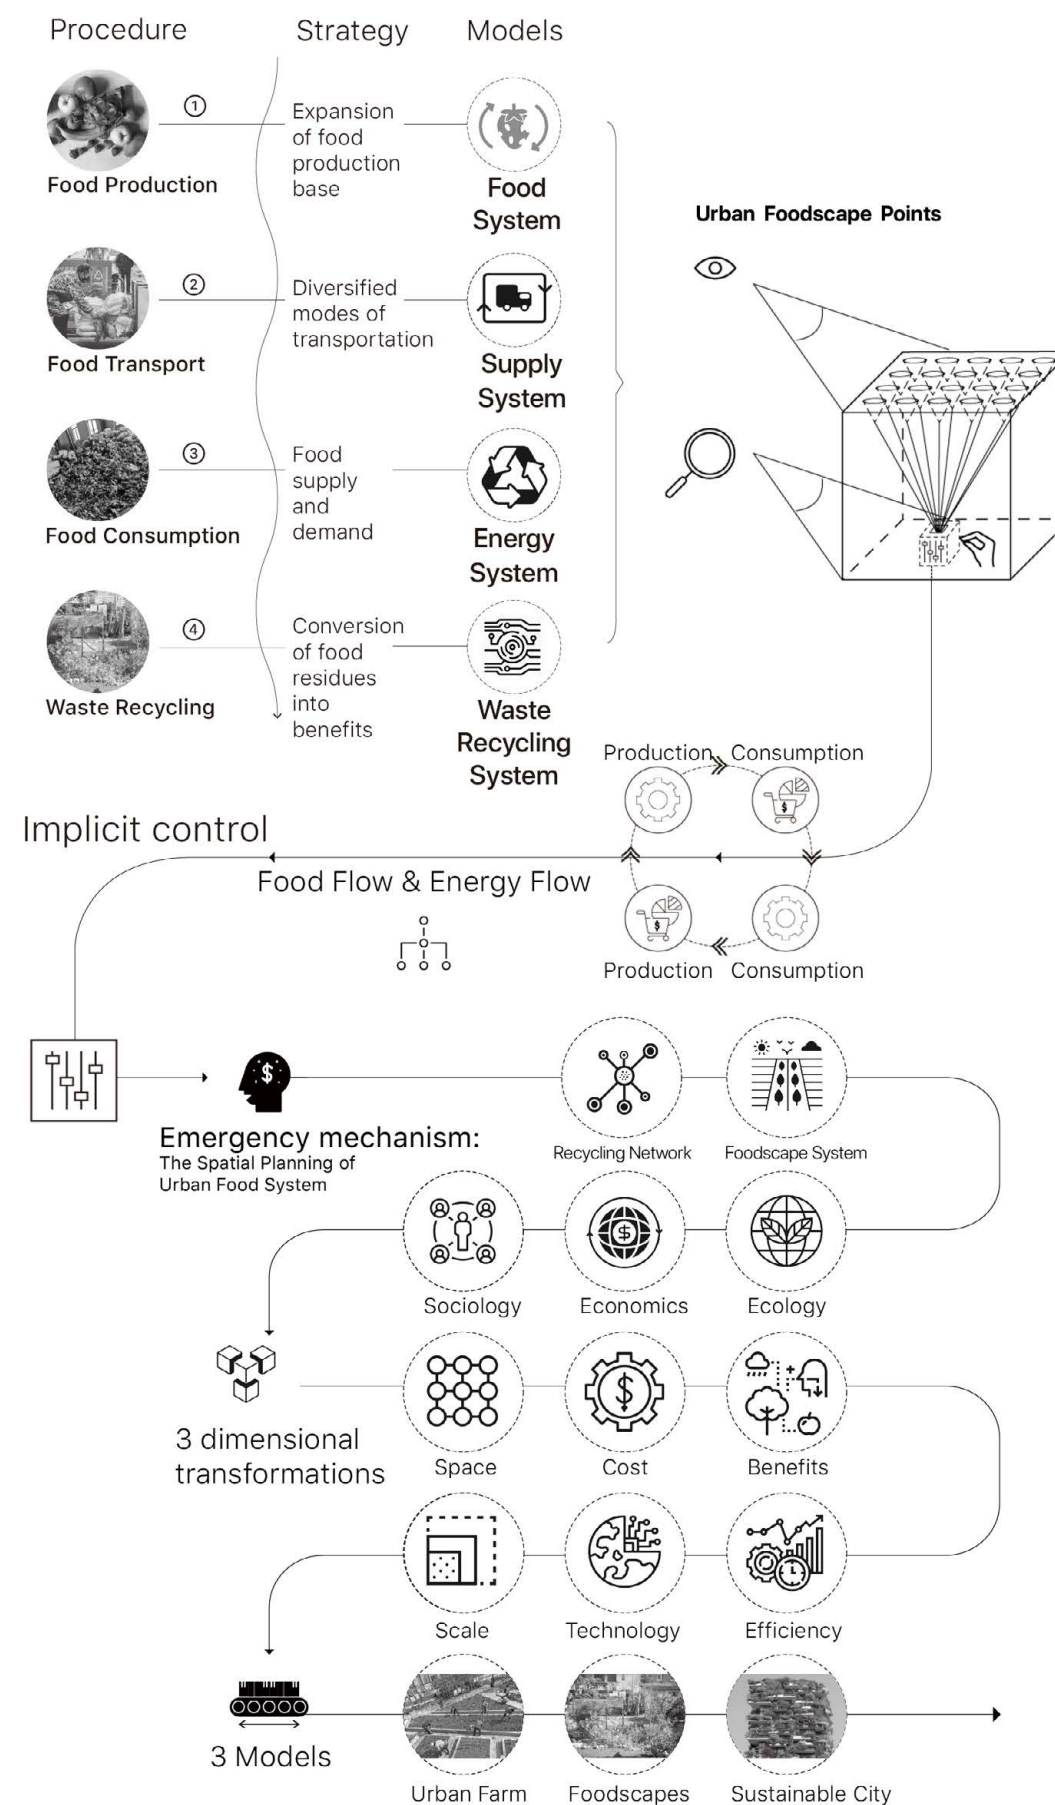 Procedure
Strategy
Models
1
Expansion
of food
production
base
Food Production
Food
System
Urban Foodscape Points
2
Diversified
modes of
transportation
Food Transport
Supply
System
3
Food
supply
and
demand
Food Consumption
Energy
System
4
Conversion
of food
residues
into
benefits
Waste Recycling
Waste
Recycling
System
Production
Consumption
Implicit control
Food Flow & Energy Flow
$
$
Production
Consumption
$
Emergency mechanism:
The Spatial Planning of
Urban Food System
Recycling Network
Foodscape System
$
Sociology
Economics
Ecology
3 dimensional
transformations
$
Space
Cost
Benefits
Scale
Technology
Efficiency
3 Models
Urban Farm
Foodscapes
Sustainable City